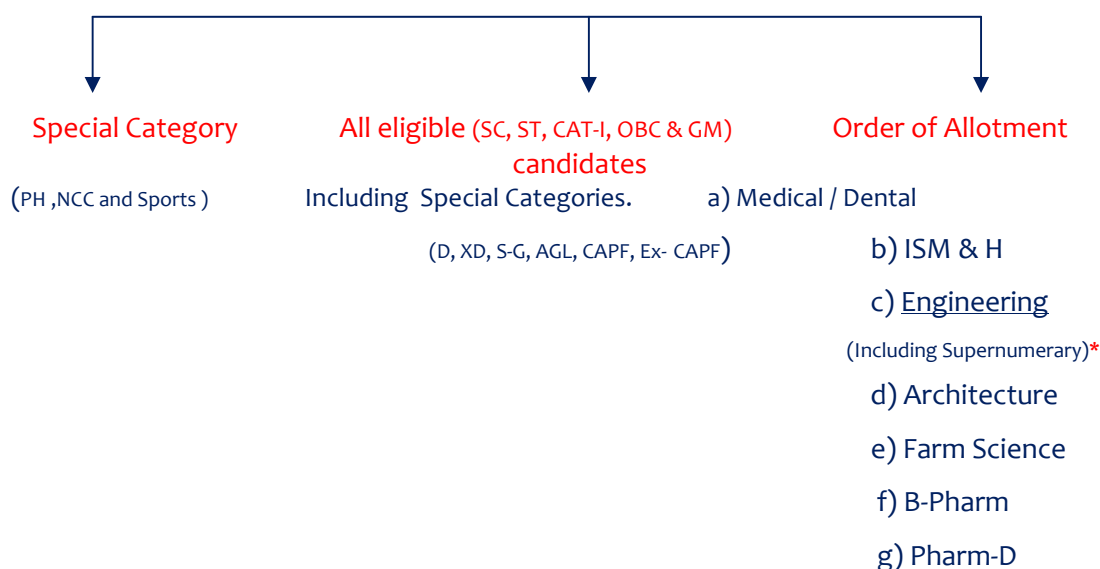 Special Category
All eligible (SC, ST, CAT-I, OBC & GM)
candidates
Order of Allotment
(PH ,NCC and Sports )
Including Special Categories.
(D, XD, S-G, AGL, CAPF, Ex- CAPF)
a) Medical / Dental
b) ISM & H
c) Engineering
(Including Supernumerary)*
d) Architecture
e) Farm Science
f) B-Pharm
g) Pharm-D